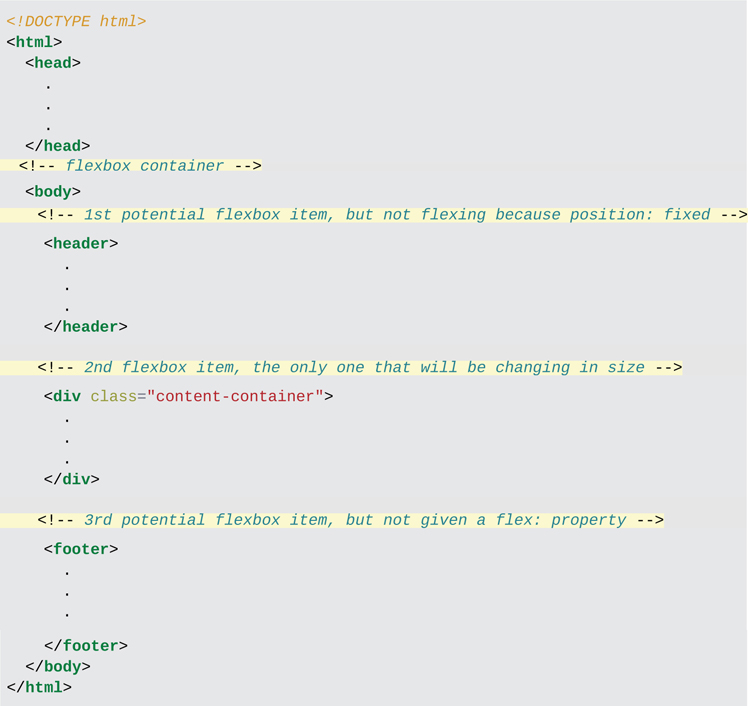 <!DOCTYPE html>
<html>
<head>
.
.
.
</head>
<!-- flexbox container -->
<body>
<!-- 1st potential flexbox item, but not flexing because position: fixed -->
<header>
.
.
.
</header>
<!-- 2nd flexbox item, the only one that will be changing in size -->
<div class="content-container">
.
.
.
</div>
<!-- 3rd potential flexbox item, but not given a flex: property -->
<footer>
.
.
.
</footer>
</body>
</html>